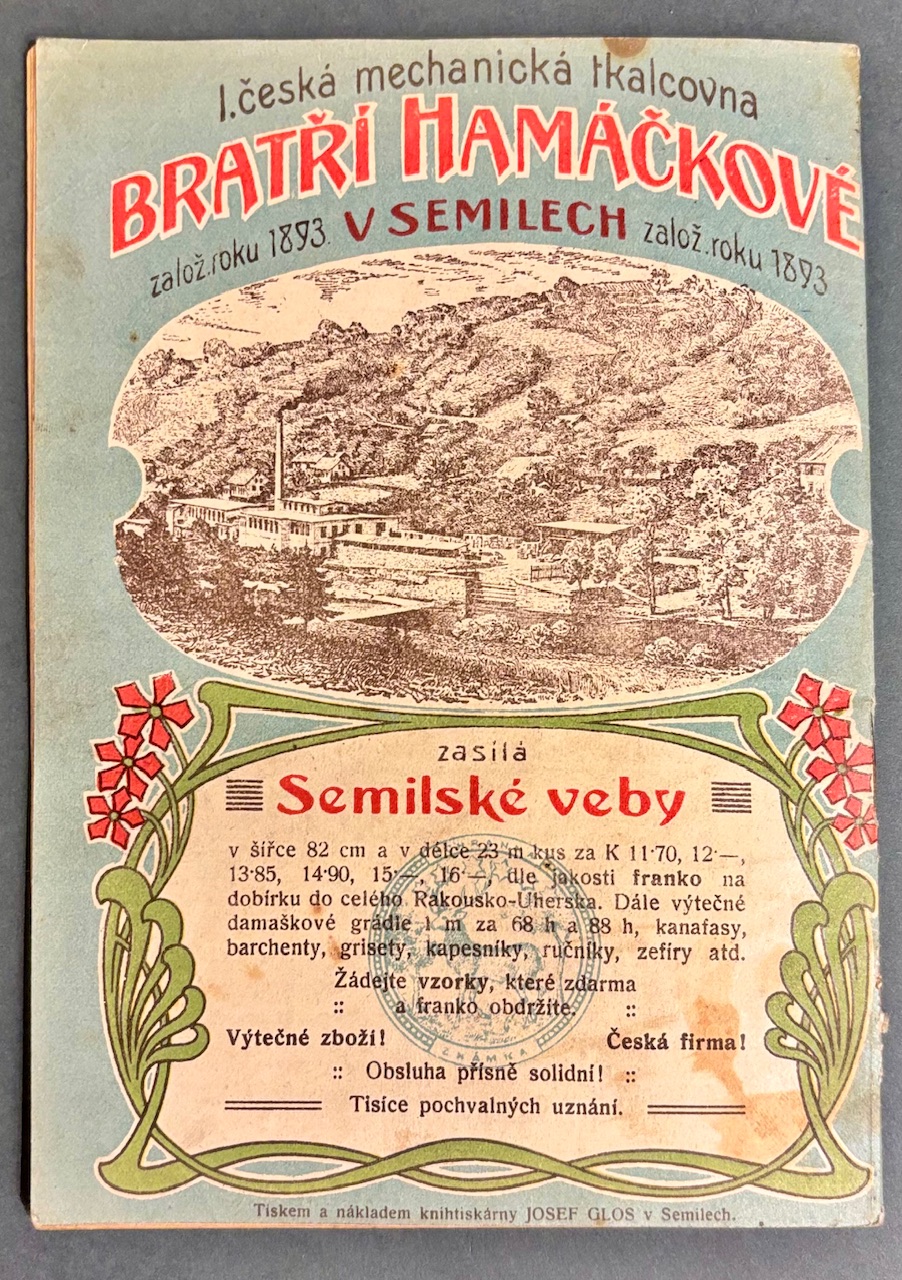 I. česká mechanická tkalcovna
BRATŘÍ HAMÁČKOVÉ
založ. roku 1893. V SEMILECH založ. roku 1893
zasílá
Semilské veby
v šířce 82 cm a v délce 23 m kus za K 11·70, 12·—,
13·85, 14·90, 15·—, 16·—, dle jakosti franko na
dobírku do celého Rakousko-Uherska. Dále výtečné
damaškové grádle 1 m za 68 h a 88 h, kanafasy,
barchenty, grisety, kapesníky, ručníky, zefíry atd.
Žádejte vzorky, které zdarma
:: a franko obdržíte. ::
Výtečné zboží! Česká firma!
:: Obsluha přísně solidní! ::
Tisíce pochvalných uznání.
ZNÁMKA
Tiskem a nákladem knihtiskárny JOSEF GLOS v Semilech.